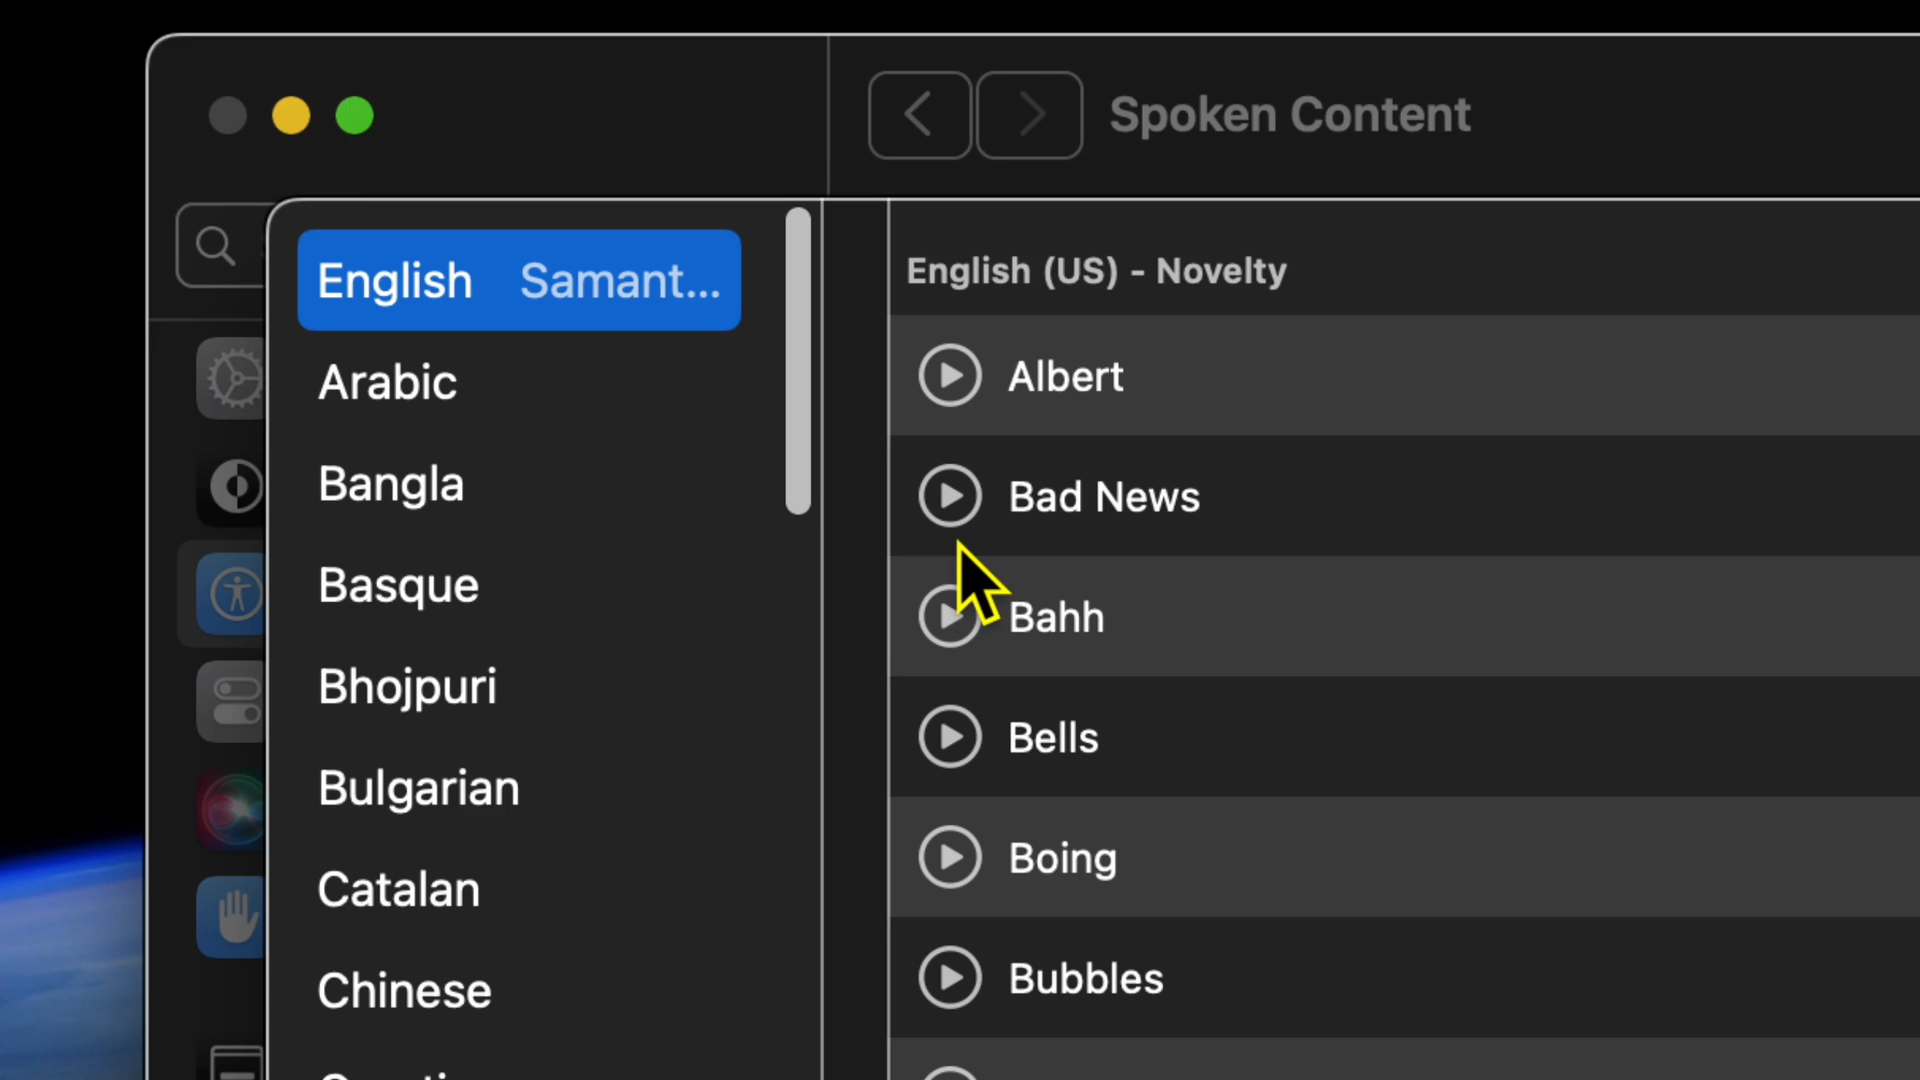 Spoken Content
English Samant...
Arabic
Bangla
Basque
Bhojpuri
Bulgarian
Catalan
Chinese
English (US) - Novelty
Albert
Bad News
Bahh
Bells
Boing
Bubbles